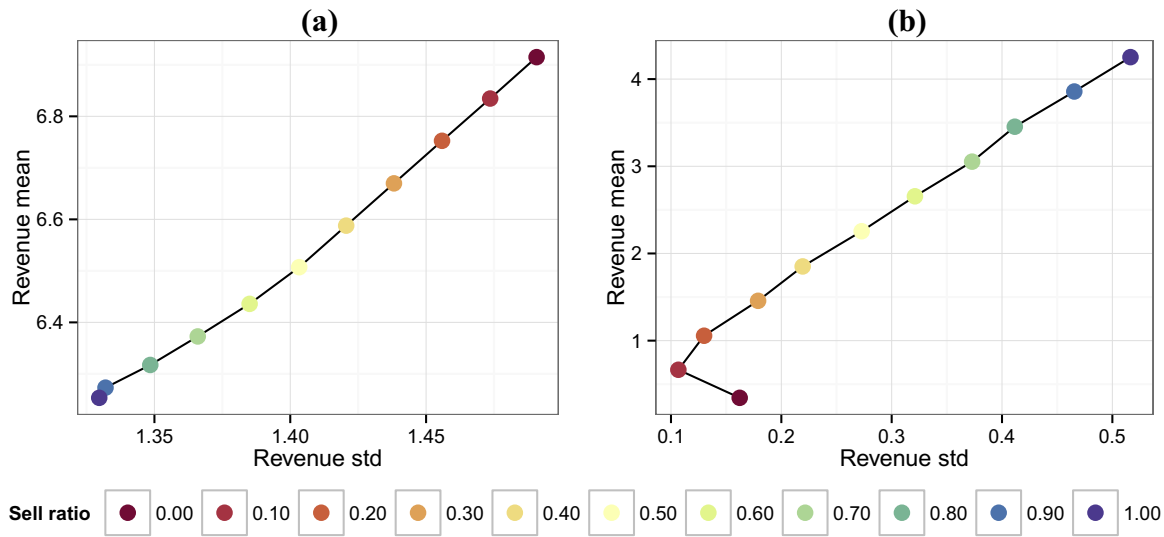 (a)
(b)
Revenue mean
6.8
6.6
6.4
1.35
1.40
1.45
Revenue std
Revenue mean
4
3
2
1
0.1
0.2
0.3
0.4
0.5
Revenue std
Sell ratio 0.00 0.10 0.20 0.30 0.40 0.50 0.60 0.70 0.80 0.90 1.00